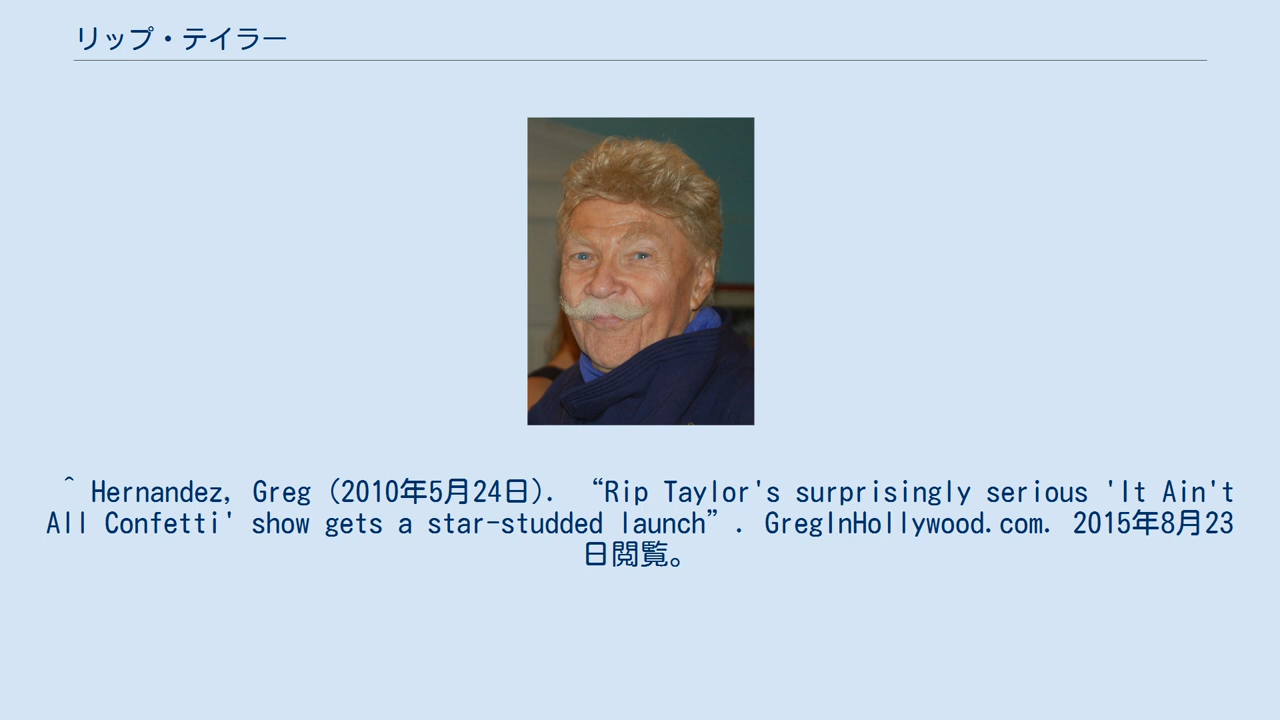 リップ・テイラー
^ Hernandez, Greg (2010年5月24日). “Rip Taylor's surprisingly serious 'It Ain't
All Confetti' show gets a star-studded launch”. GregInHollywood.com. 2015年8月23
日閲覧。